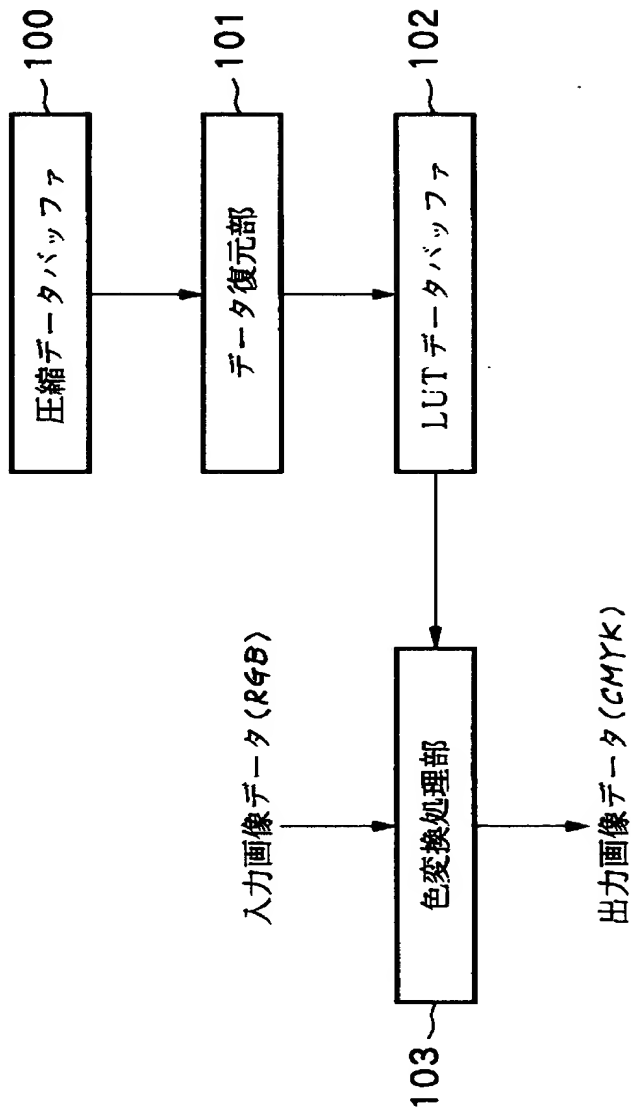 圧縮データバッファ
100
データ復元部
101
LUTデータバッファ
102
入力画像データ(RGB)
色変換処理部
103
出力画像データ(CMYK)